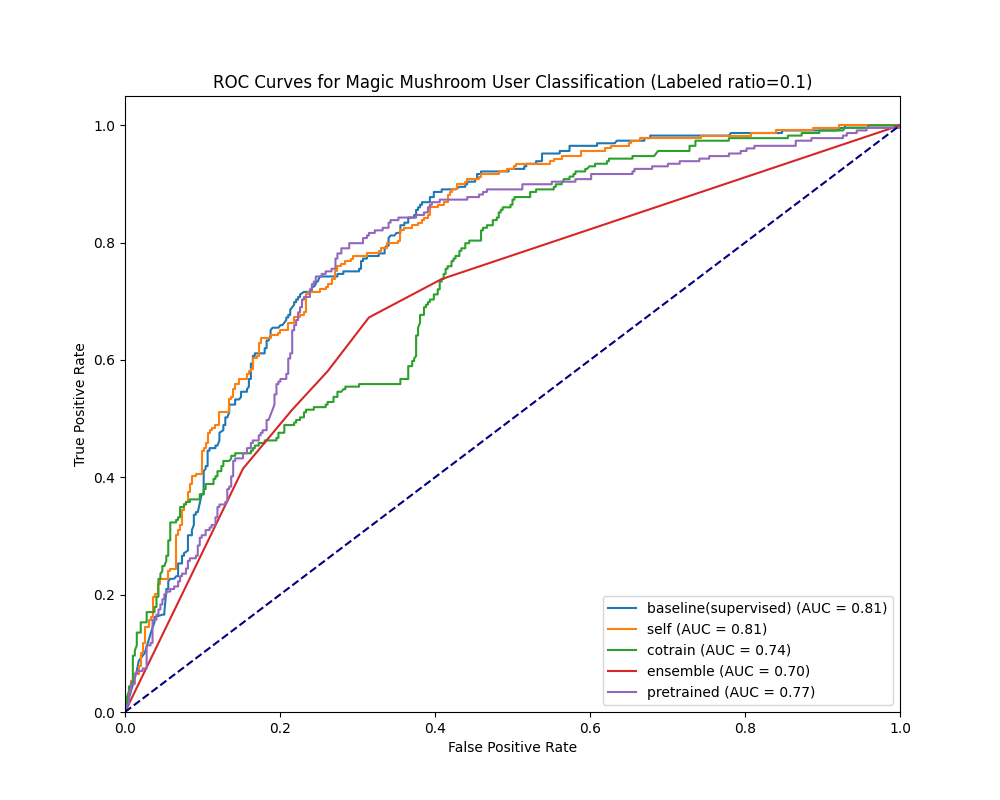 ROC Curves for Magic Mushroom User Classification (Labeled ratio=0.1)
True Positive Rate
1.0
0.8
0.6
0.4
0.2
0.0
baseline(supervised) (AUC = 0.81)
self (AUC = 0.81)
cotrain (AUC = 0.74)
ensemble (AUC = 0.70)
pretrained (AUC = 0.77)
0.0 0.2 0.4 0.6 0.8 1.0
False Positive Rate